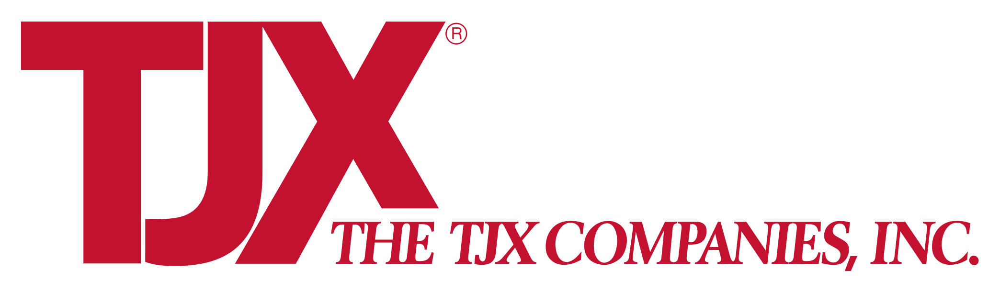 TJX®
THE TJX COMPANIES, INC.